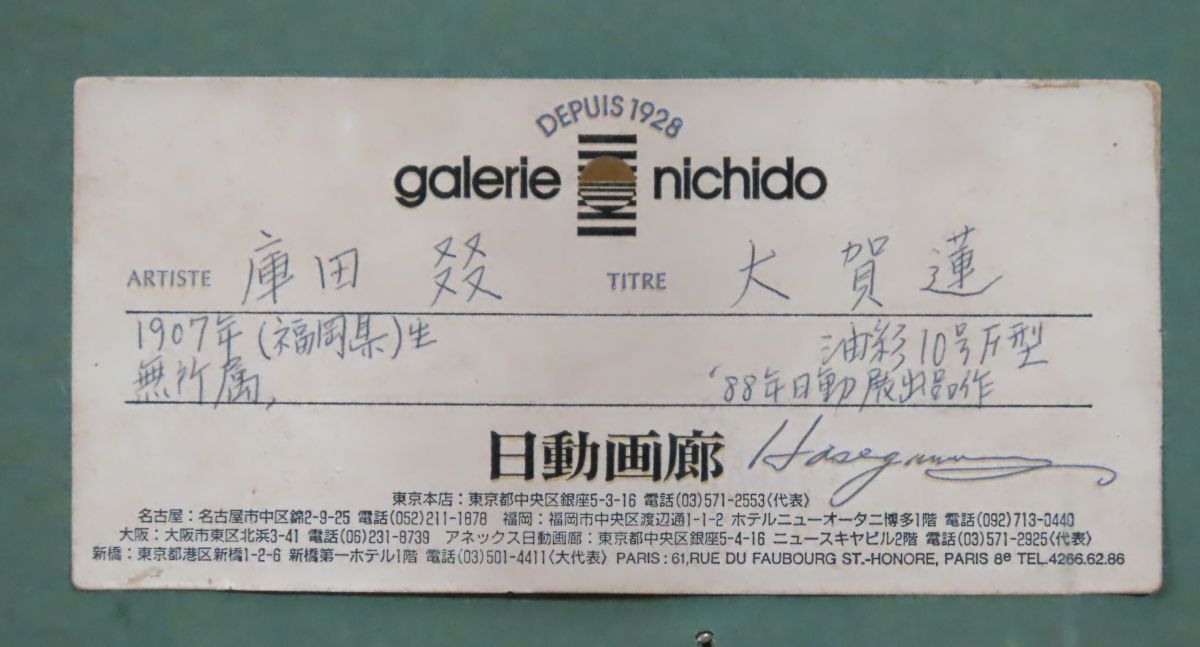 DEPUIS 1928
galerie nichido
ARTISTE 庫田 叕 TITRE 大賀蓮
1907年(福岡県)生 油彩10号F型
無所属, '88年日動展出品作
日動画廊 Hasegawa
東京本店:東京都中央区銀座5-3-16 電話(03)571-2553〈代表〉
名古屋:名古屋市中区錦2-9-25 電話(052)211-1878 福岡:福岡市中央区渡辺通1-1-2 ホテルニューオータニ博多1階 電話(092)713-0440
大阪:大阪市東区北浜3-41 電話(06)231-8739 アネックス日動画廊:東京都中央区銀座5-4-16 ニュースキヤビル2階 電話(03)571-2925〈代表〉
新橋:東京都港区新橋1-2-6 新橋第一ホテル1階 電話(03)501-4411〈大代表〉 PARIS:61,RUE DU FAUBOURG ST.-HONORE, PARIS 8e TEL.4266.62.86